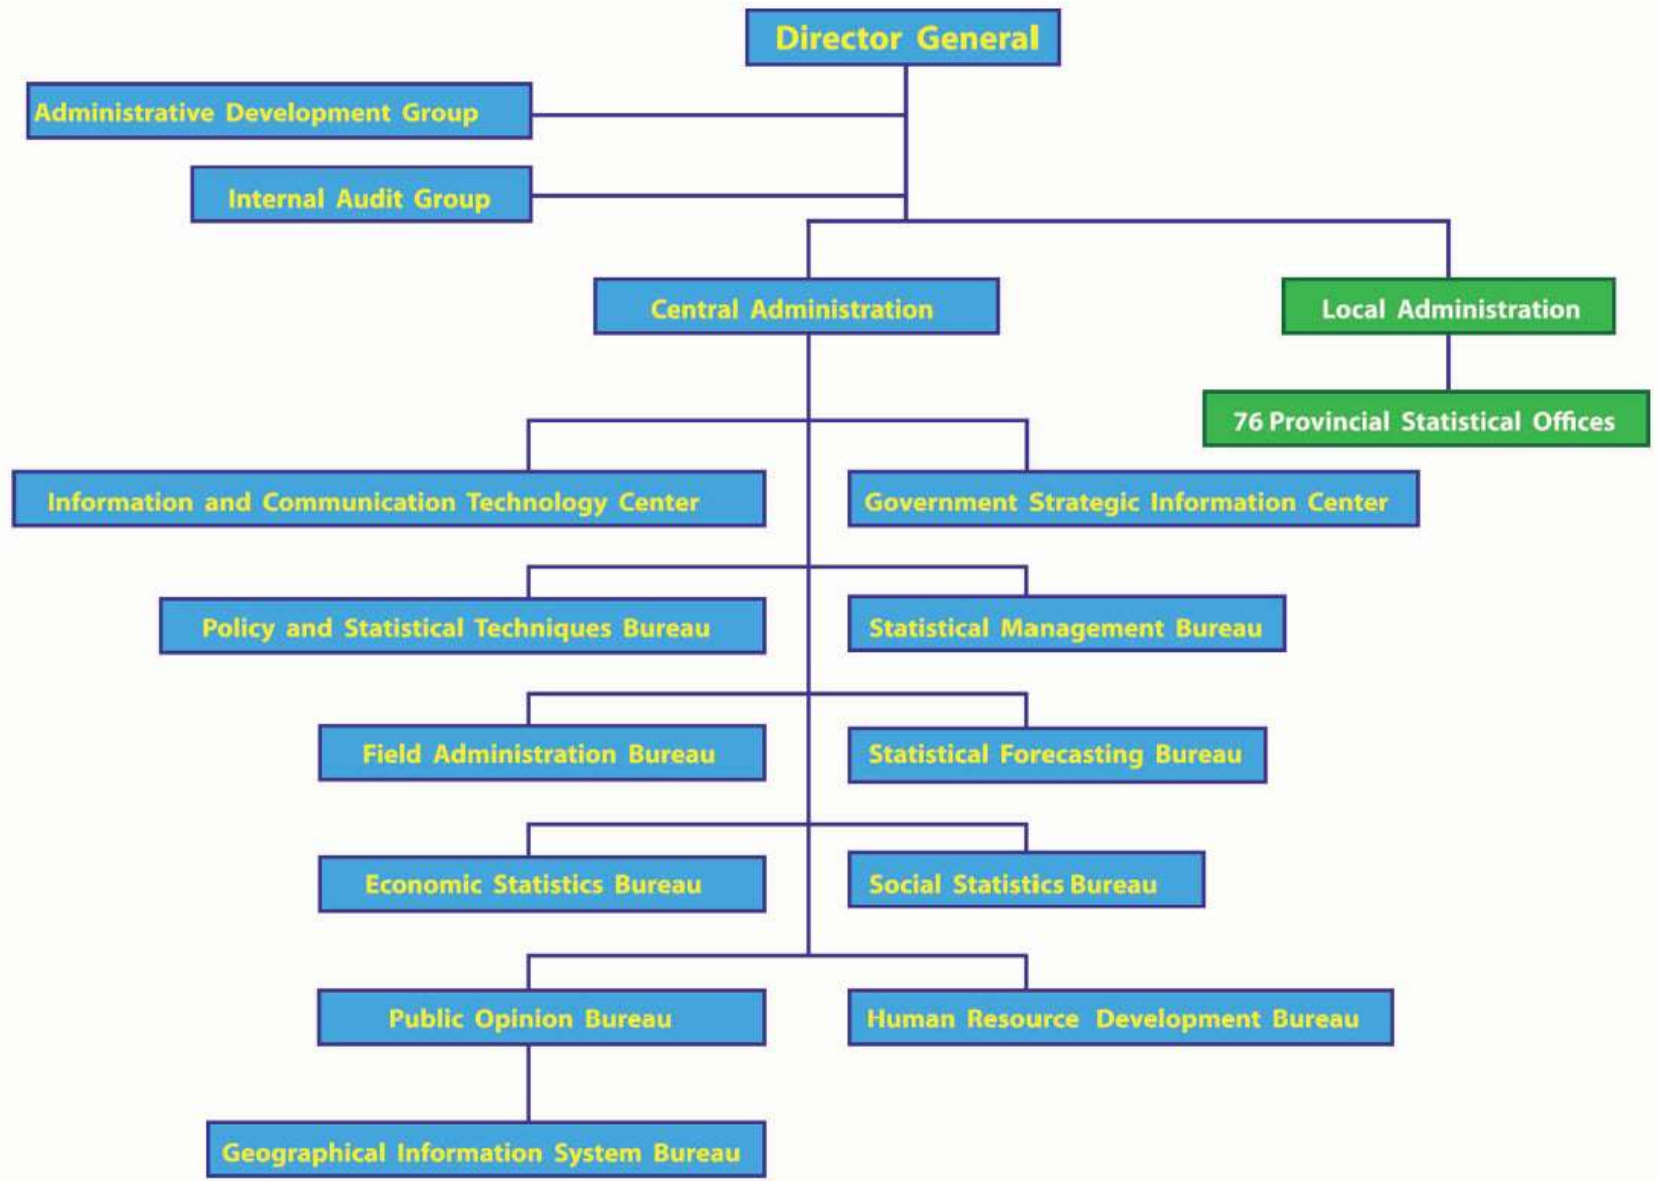 Director General
Administrative Development Group
Internal Audit Group
Central Administration
Local Administration
76 Provincial Statistical Offices
Information and Communication Technology Center
Government Strategic Information Center
Policy and Statistical Techniques Bureau
Statistical Management Bureau
Field Administration Bureau
Statistical Forecasting Bureau
Economic Statistics Bureau
Social Statistics Bureau
Public Opinion Bureau
Human Resource Development Bureau
Geographical Information System Bureau